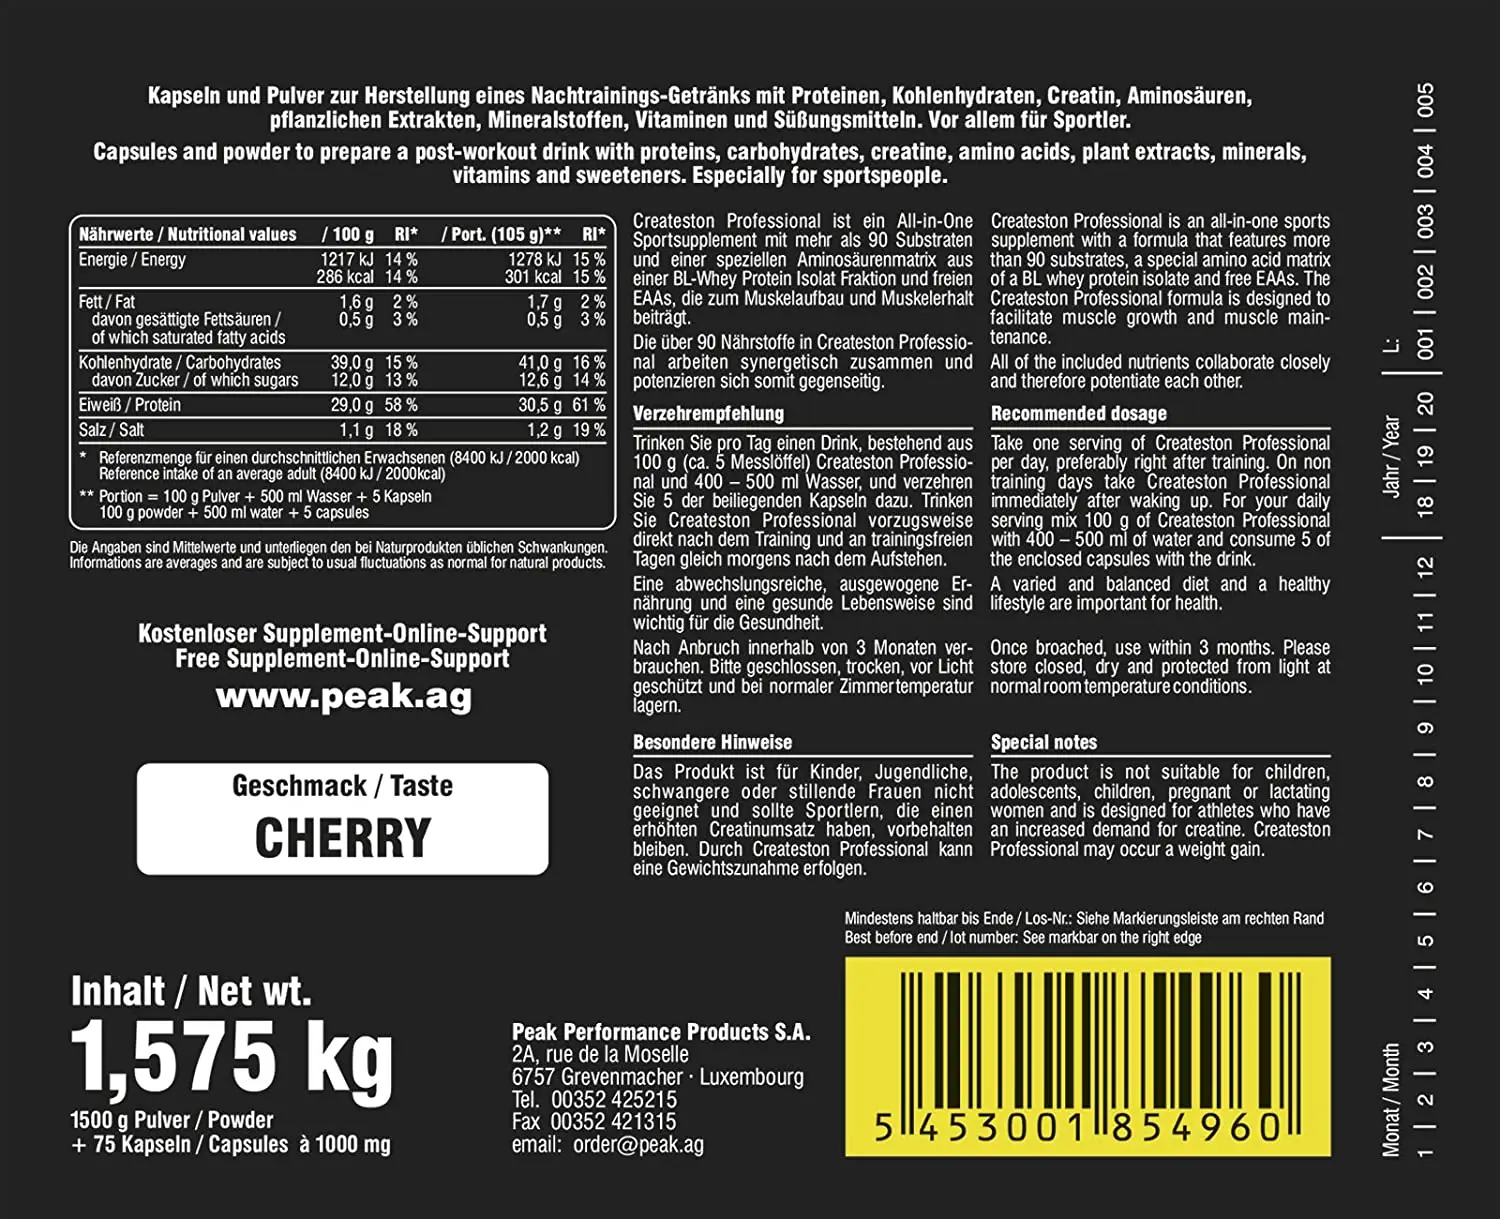 Kapseln und Pulver zur Herstellung eines Nachtrainings-Getränks mit Proteinen, Kohlenhydraten, Creatin, Aminosäuren,
pflanzlichen Extrakten, Mineralstoffen, Vitaminen und Süßungsmitteln. Vor allem für Sportler.
Capsules and powder to prepare a post-workout drink with proteins, carbohydrates, creatine, amino acids, plant extracts, minerals,
vitamins and sweeteners. Especially for sportspeople.
Nährwerte / Nutritional values / 100 g RI* / Port. (105 g)** RI*
Energie / Energy 1217 kJ 14 % 1278 kJ 15 %
286 kcal 14 % 301 kcal 15 %
Fett / Fat 1,6 g 2 % 1,7 g 2 %
davon gesättigte Fettsäuren / 0,5 g 3 % 0,5 g 3 %
of which saturated fatty acids
Kohlenhydrate / Carbohydrates 39,0 g 15 % 41,0 g 16 %
davon Zucker / of which sugars 12,0 g 13 % 12,6 g 14 %
Eiweiß / Protein 29,0 g 58 % 30,5 g 61 %
Salz / Salt 1,1 g 18 % 1,2 g 19 %
* Referenzmenge für einen durchschnittlichen Erwachsenen (8400 kJ / 2000 kcal)
Reference intake of an average adult (8400 kJ / 2000kcal)
** Portion = 100 g Pulver + 500 ml Wasser + 5 Kapseln
100 g powder + 500 ml water + 5 capsules
Die Angaben sind Mittelwerte und unterliegen den bei Naturprodukten üblichen Schwankungen.
Informations are averages and are subject to usual fluctuations as normal for natural products.
Kostenloser Supplement-Online-Support
Free Supplement-Online-Support
www.peak.ag
Geschmack / Taste
CHERRY
Inhalt / Net wt.
1,575 kg
1500 g Pulver / Powder
+ 75 Kapseln / Capsules à 1000 mg
Createston Professional ist ein All-in-One
Sportsupplement mit mehr als 90 Substraten
und einer speziellen Aminosäurenmatrix aus
einer BL-Whey Protein Isolat Fraktion und freien
EAAs, die zum Muskelaufbau und Muskelerhalt
beiträgt.
Die über 90 Nährstoffe in Createston Professio-
nal arbeiten synergetisch zusammen und
potenzieren sich somit gegenseitig.
Verzehrempfehlung
Trinken Sie pro Tag einen Drink, bestehend aus
100 g (ca. 5 Messlöffel) Createston Professio-
nal und 400 – 500 ml Wasser, und verzehren
Sie 5 der beiliegenden Kapseln dazu. Trinken
Sie Createston Professional vorzugsweise
direkt nach dem Training und an trainingsfreien
Tagen gleich morgens nach dem Aufstehen.
Eine abwechslungsreiche, ausgewogene Er-
nährung und eine gesunde Lebensweise sind
wichtig für die Gesundheit.
Nach Anbruch innerhalb von 3 Monaten ver-
brauchen. Bitte geschlossen, trocken, vor Licht
geschützt und bei normaler Zimmertemperatur
lagern.
Besondere Hinweise
Das Produkt ist für Kinder, Jugendliche,
schwangere oder stillende Frauen nicht
geeignet und sollte Sportlern, die einen
erhöhten Creatinumsatz haben, vorbehalten
bleiben. Durch Createston Professional kann
eine Gewichtszunahme erfolgen.
Createston Professional is an all-in-one sports
supplement with a formula that features more
than 90 substrates, a special amino acid matrix
of a BL whey protein isolate and free EAAs. The
Createston Professional formula is designed to
facilitate muscle growth and muscle main-
tenance.
All of the included nutrients collaborate closely
and therefore potentiate each other.
Recommended dosage
Take one serving of Createston Professional
per day, preferably right after training. On non
training days take Createston Professional
immediately after waking up. For your daily
serving mix 100 g of Createston Professional
with 400 – 500 ml of water and consume 5 of
the enclosed capsules with the drink.
A varied and balanced diet and a healthy
lifestyle are important for health.
Once broached, use within 3 months. Please
store closed, dry and protected from light at
normal room temperature conditions.
Special notes
The product is not suitable for children,
adolescents, children, pregnant or lactating
women and is designed for athletes who have
an increased demand for creatine. Createston
Professional may occur a weight gain.
Mindestens haltbar bis Ende / Los-Nr.: Siehe Markierungsleiste am rechten Rand
Best before end / lot number: See markbar on the right edge
Peak Performance Products S.A.
2A, rue de la Moselle
6757 Grevenmacher · Luxembourg
Tel. 00352 425215
Fax 00352 421315
email: order@peak.ag
5 453001 854960
Monat / Month Jahr / Year L:
1 | 2 | 3 | 4 | 5 | 6 | 7 | 8 | 9 | 10 | 11 | 12 | 18 | 19 | 20 | 001 | 002 | 003 | 004 | 005